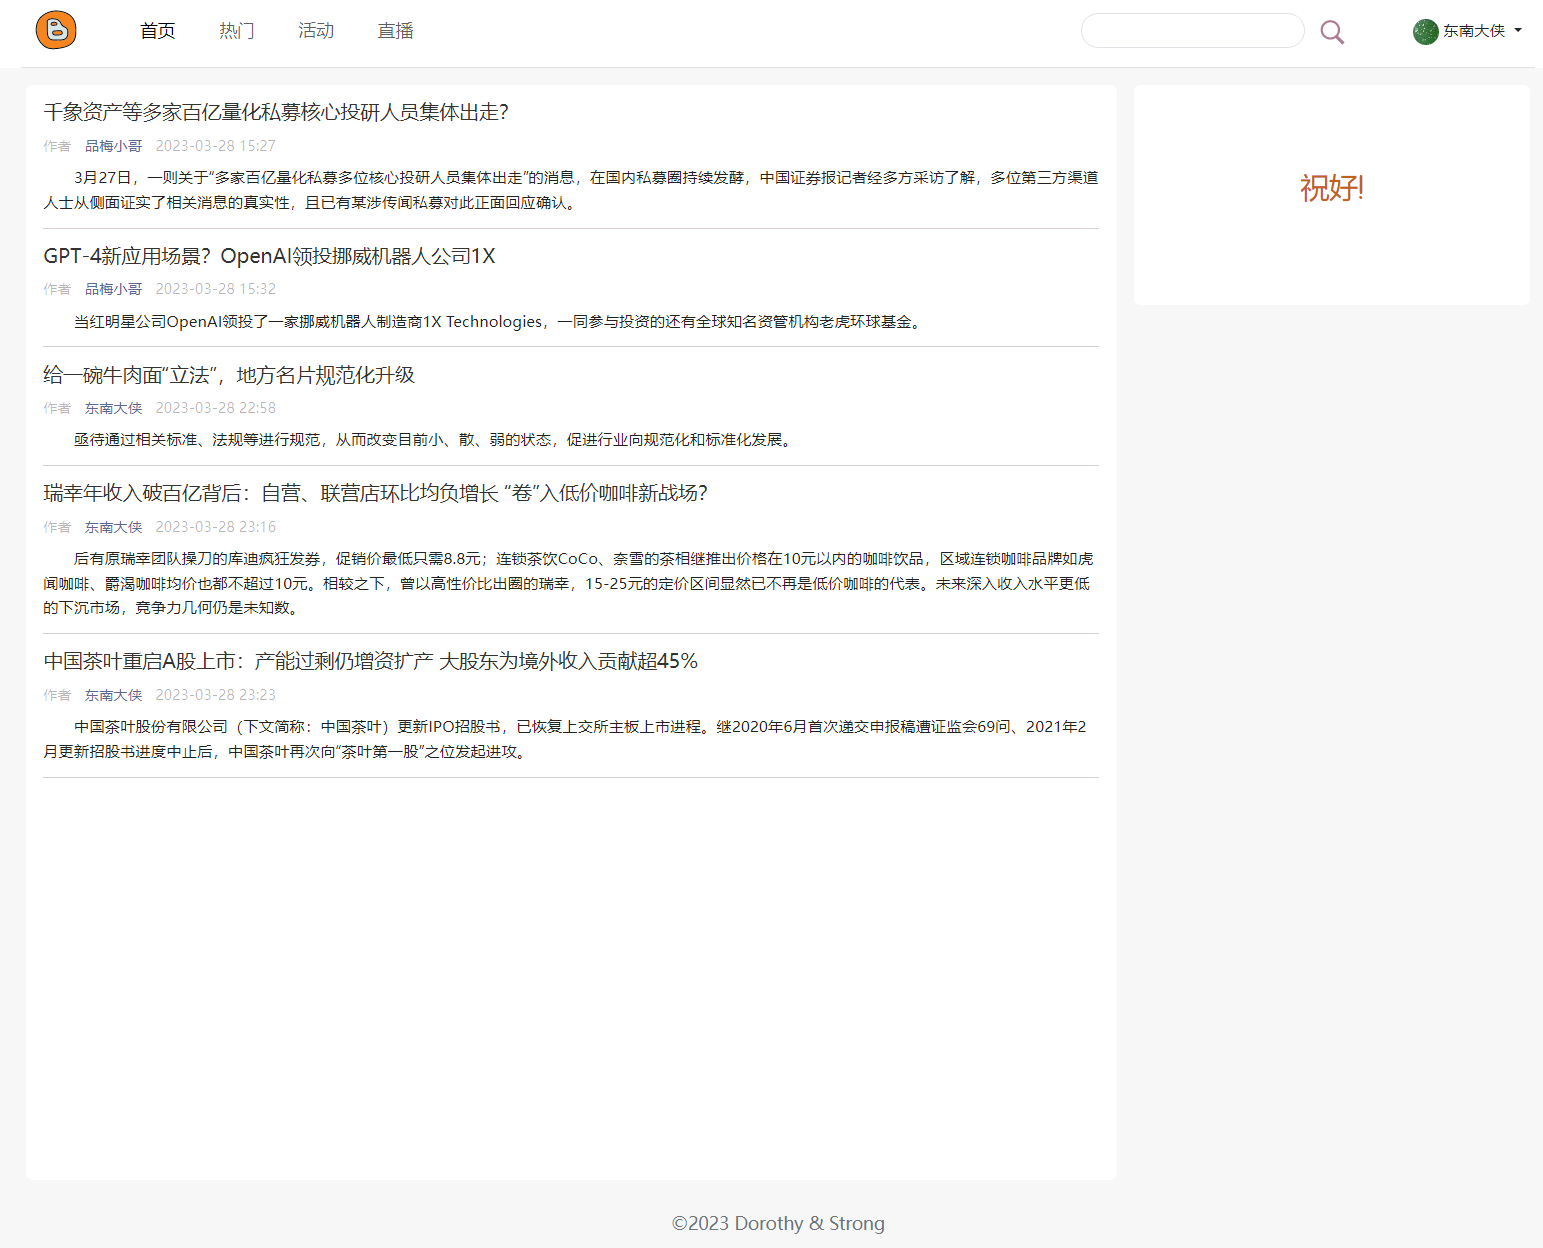 首页 热门 活动 直播 东南大侠
千象资产等多家百亿量化私募核心投研人员集体出走？
作者 品梅小哥 2023-03-28 15:27
3月27日，一则关于“多家百亿量化私募多位核心投研人员集体出走”的消息，在国内私募圈持续发酵，中国证券报记者经多方采访了解，多位第三方渠道
人士从侧面证实了相关消息的真实性，且已有某涉传闻私募对此正面回应确认。
祝好!
GPT-4新应用场景？OpenAI领投挪威机器人公司1X
作者 品梅小哥 2023-03-28 15:32
当红明星公司OpenAI领投了一家挪威机器人制造商1X Technologies，一同参与投资的还有全球知名资管机构老虎环球基金。
给一碗牛肉面“立法”，地方名片规范化升级
作者 东南大侠 2023-03-28 22:58
亟待通过相关标准、法规等进行规范，从而改变目前小、散、弱的状态，促进行业向规范化和标准化发展。
瑞幸年收入破百亿背后：自营、联营店环比均负增长 “卷”入低价咖啡新战场？
作者 东南大侠 2023-03-28 23:16
后有原瑞幸团队操刀的库迪疯狂发券，促销价最低只需8.8元；连锁茶饮CoCo、奈雪的茶相继推出价格在10元以内的咖啡饮品，区域连锁咖啡品牌如虎
闻咖啡、爵渴咖啡均价也都不超过10元。相较之下，曾以高性价比出圈的瑞幸，15-25元的定价区间显然已不再是低价咖啡的代表。未来深入收入水平更低
的下沉市场，竞争力几何仍是未知数。
中国茶叶重启A股上市：产能过剩仍增资扩产 大股东为境外收入贡献超45%
作者 东南大侠 2023-03-28 23:23
中国茶叶股份有限公司（下文简称：中国茶叶）更新IPO招股书，已恢复上交所主板上市进程。继2020年6月首次递交申报稿遭证监会69问、2021年2
月更新招股书进度中止后，中国茶叶再次向“茶叶第一股”之位发起进攻。
©2023 Dorothy & Strong